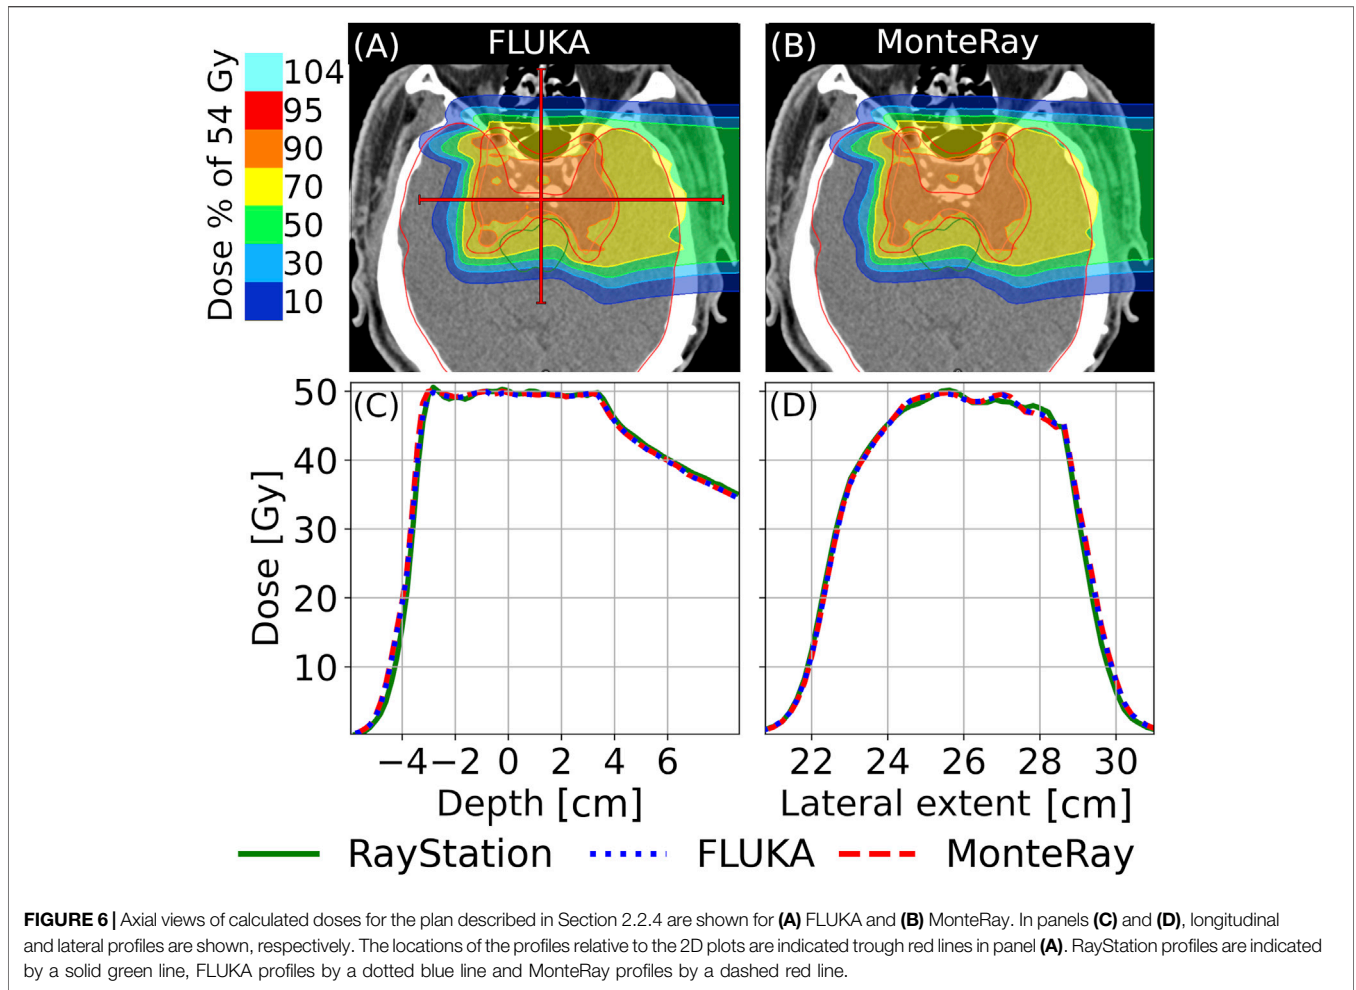 (A) FLUKA
(B) MonteRay
Dose % of 54 Gy
104
95
90
70
50
30
10
(C)
(D)
Dose [Gy]
50
40
30
20
10
−4 −2 0 2 4 6
22 24 26 28 30
Depth [cm]
Lateral extent [cm]
RayStation FLUKA MonteRay
FIGURE 6 | Axial views of calculated doses for the plan described in Section 2.2.4 are shown for (A) FLUKA and (B) MonteRay. In panels (C) and (D), longitudinal
and lateral profiles are shown, respectively. The locations of the profiles relative to the 2D plots are indicated trough red lines in panel (A). RayStation profiles are indicated
by a solid green line, FLUKA profiles by a dotted blue line and MonteRay profiles by a dashed red line.